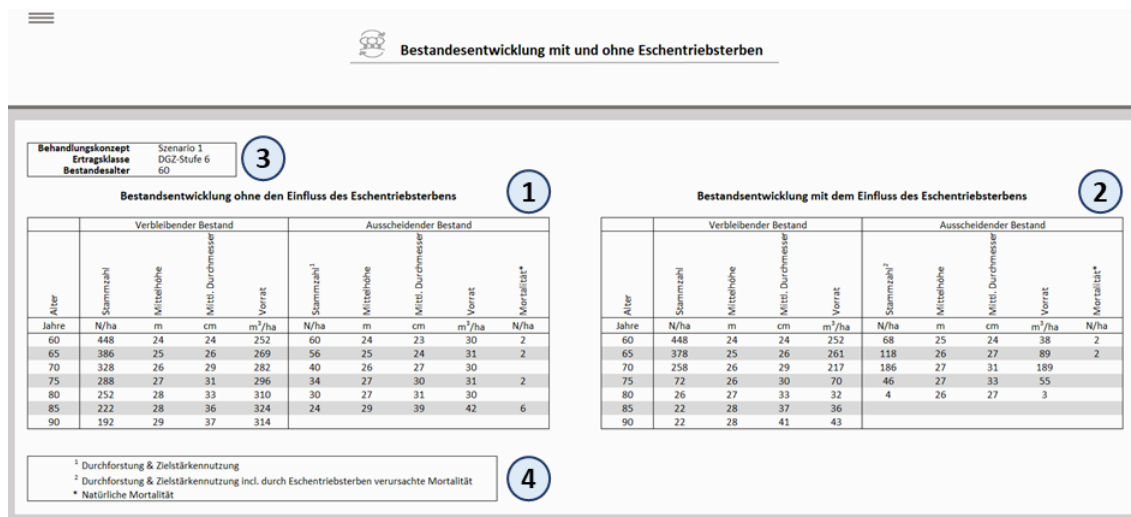 Bestandesentwicklung mit und ohne Eschentriebsterben
Behandlungskonzept Szenario 1
Ertragsklasse DGZ-Stufe 6
Bestandesalter 60
3
Bestandsentwicklung ohne den Einfluss des Eschentriebsterbens
1
Verbleibender Bestand Ausscheidender Bestand
Alter Stammzahl Mittelhöhe Mittl. Durchmesser Vorrat Stammzahl¹ Mittelhöhe Mittl. Durchmesser Vorrat Mortalität*
Jahre N/ha m cm m³/ha N/ha m cm m³/ha N/ha
60 448 24 24 252 60 24 23 30 2
65 386 25 26 269 56 25 24 31 2
70 328 26 29 282 40 26 27 30
75 288 27 31 296 34 27 30 31 2
80 252 28 33 310 30 27 31 30
85 222 28 36 324 24 29 39 42 6
90 192 29 37 314
Bestandsentwicklung mit dem Einfluss des Eschentriebsterbens
2
Verbleibender Bestand Ausscheidender Bestand
Alter Stammzahl Mittelhöhe Mittl. Durchmesser Vorrat Stammzahl² Mittelhöhe Mittl. Durchmesser Vorrat Mortalität*
Jahre N/ha m cm m³/ha N/ha m cm m³/ha N/ha
60 448 24 24 252 68 25 24 38 2
65 378 25 26 261 118 26 27 89 2
70 258 26 29 217 186 27 31 189
75 72 26 30 70 46 27 33 55
80 26 27 33 32 4 26 27 3
85 22 28 37 36
90 22 28 41 43
¹ Durchforstung & Zielstärkennutzung
² Durchforstung & Zielstärkennutzung incl. durch Eschentriebsterben verursachte Mortalität
* Natürliche Mortalität
4